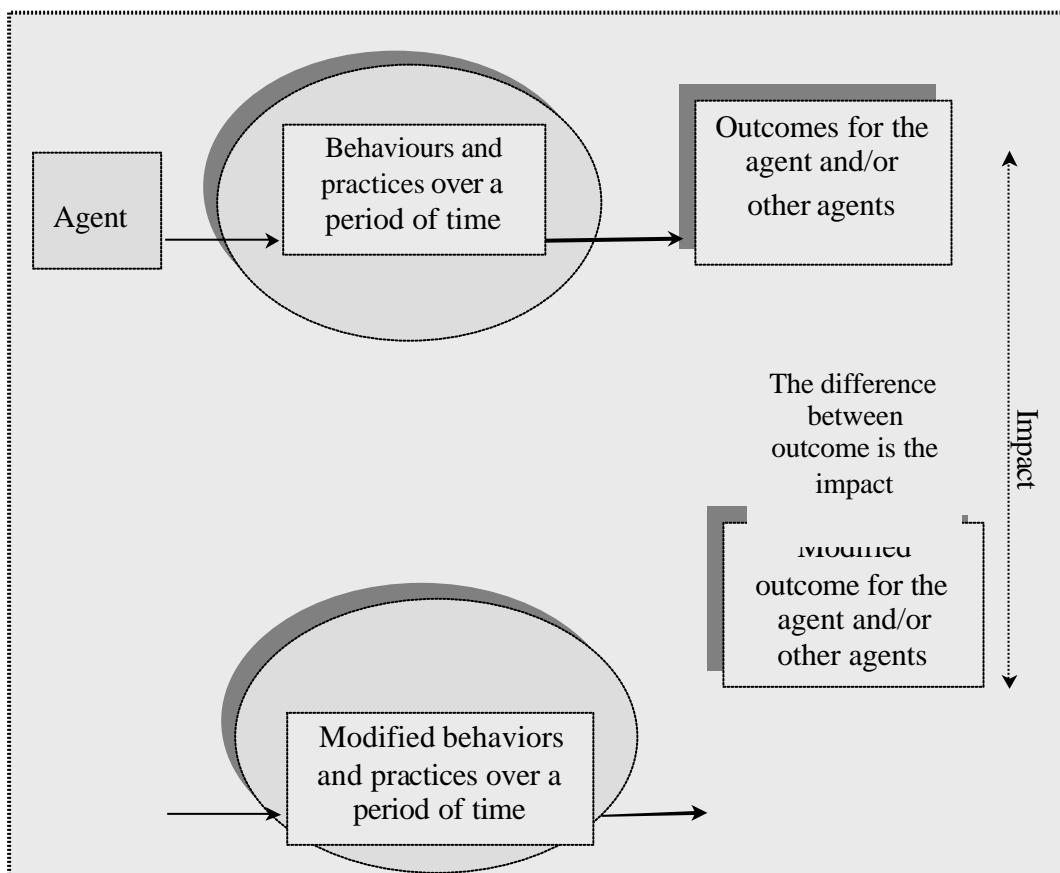 Agent
Behaviours and
practices over a
period of time
Outcomes for the
agent and/or
other agents
The difference
between
outcome is the
impact
Impact
Modified
outcome for the
agent and/or
other agents
Modified behaviors
and practices over a
period of time